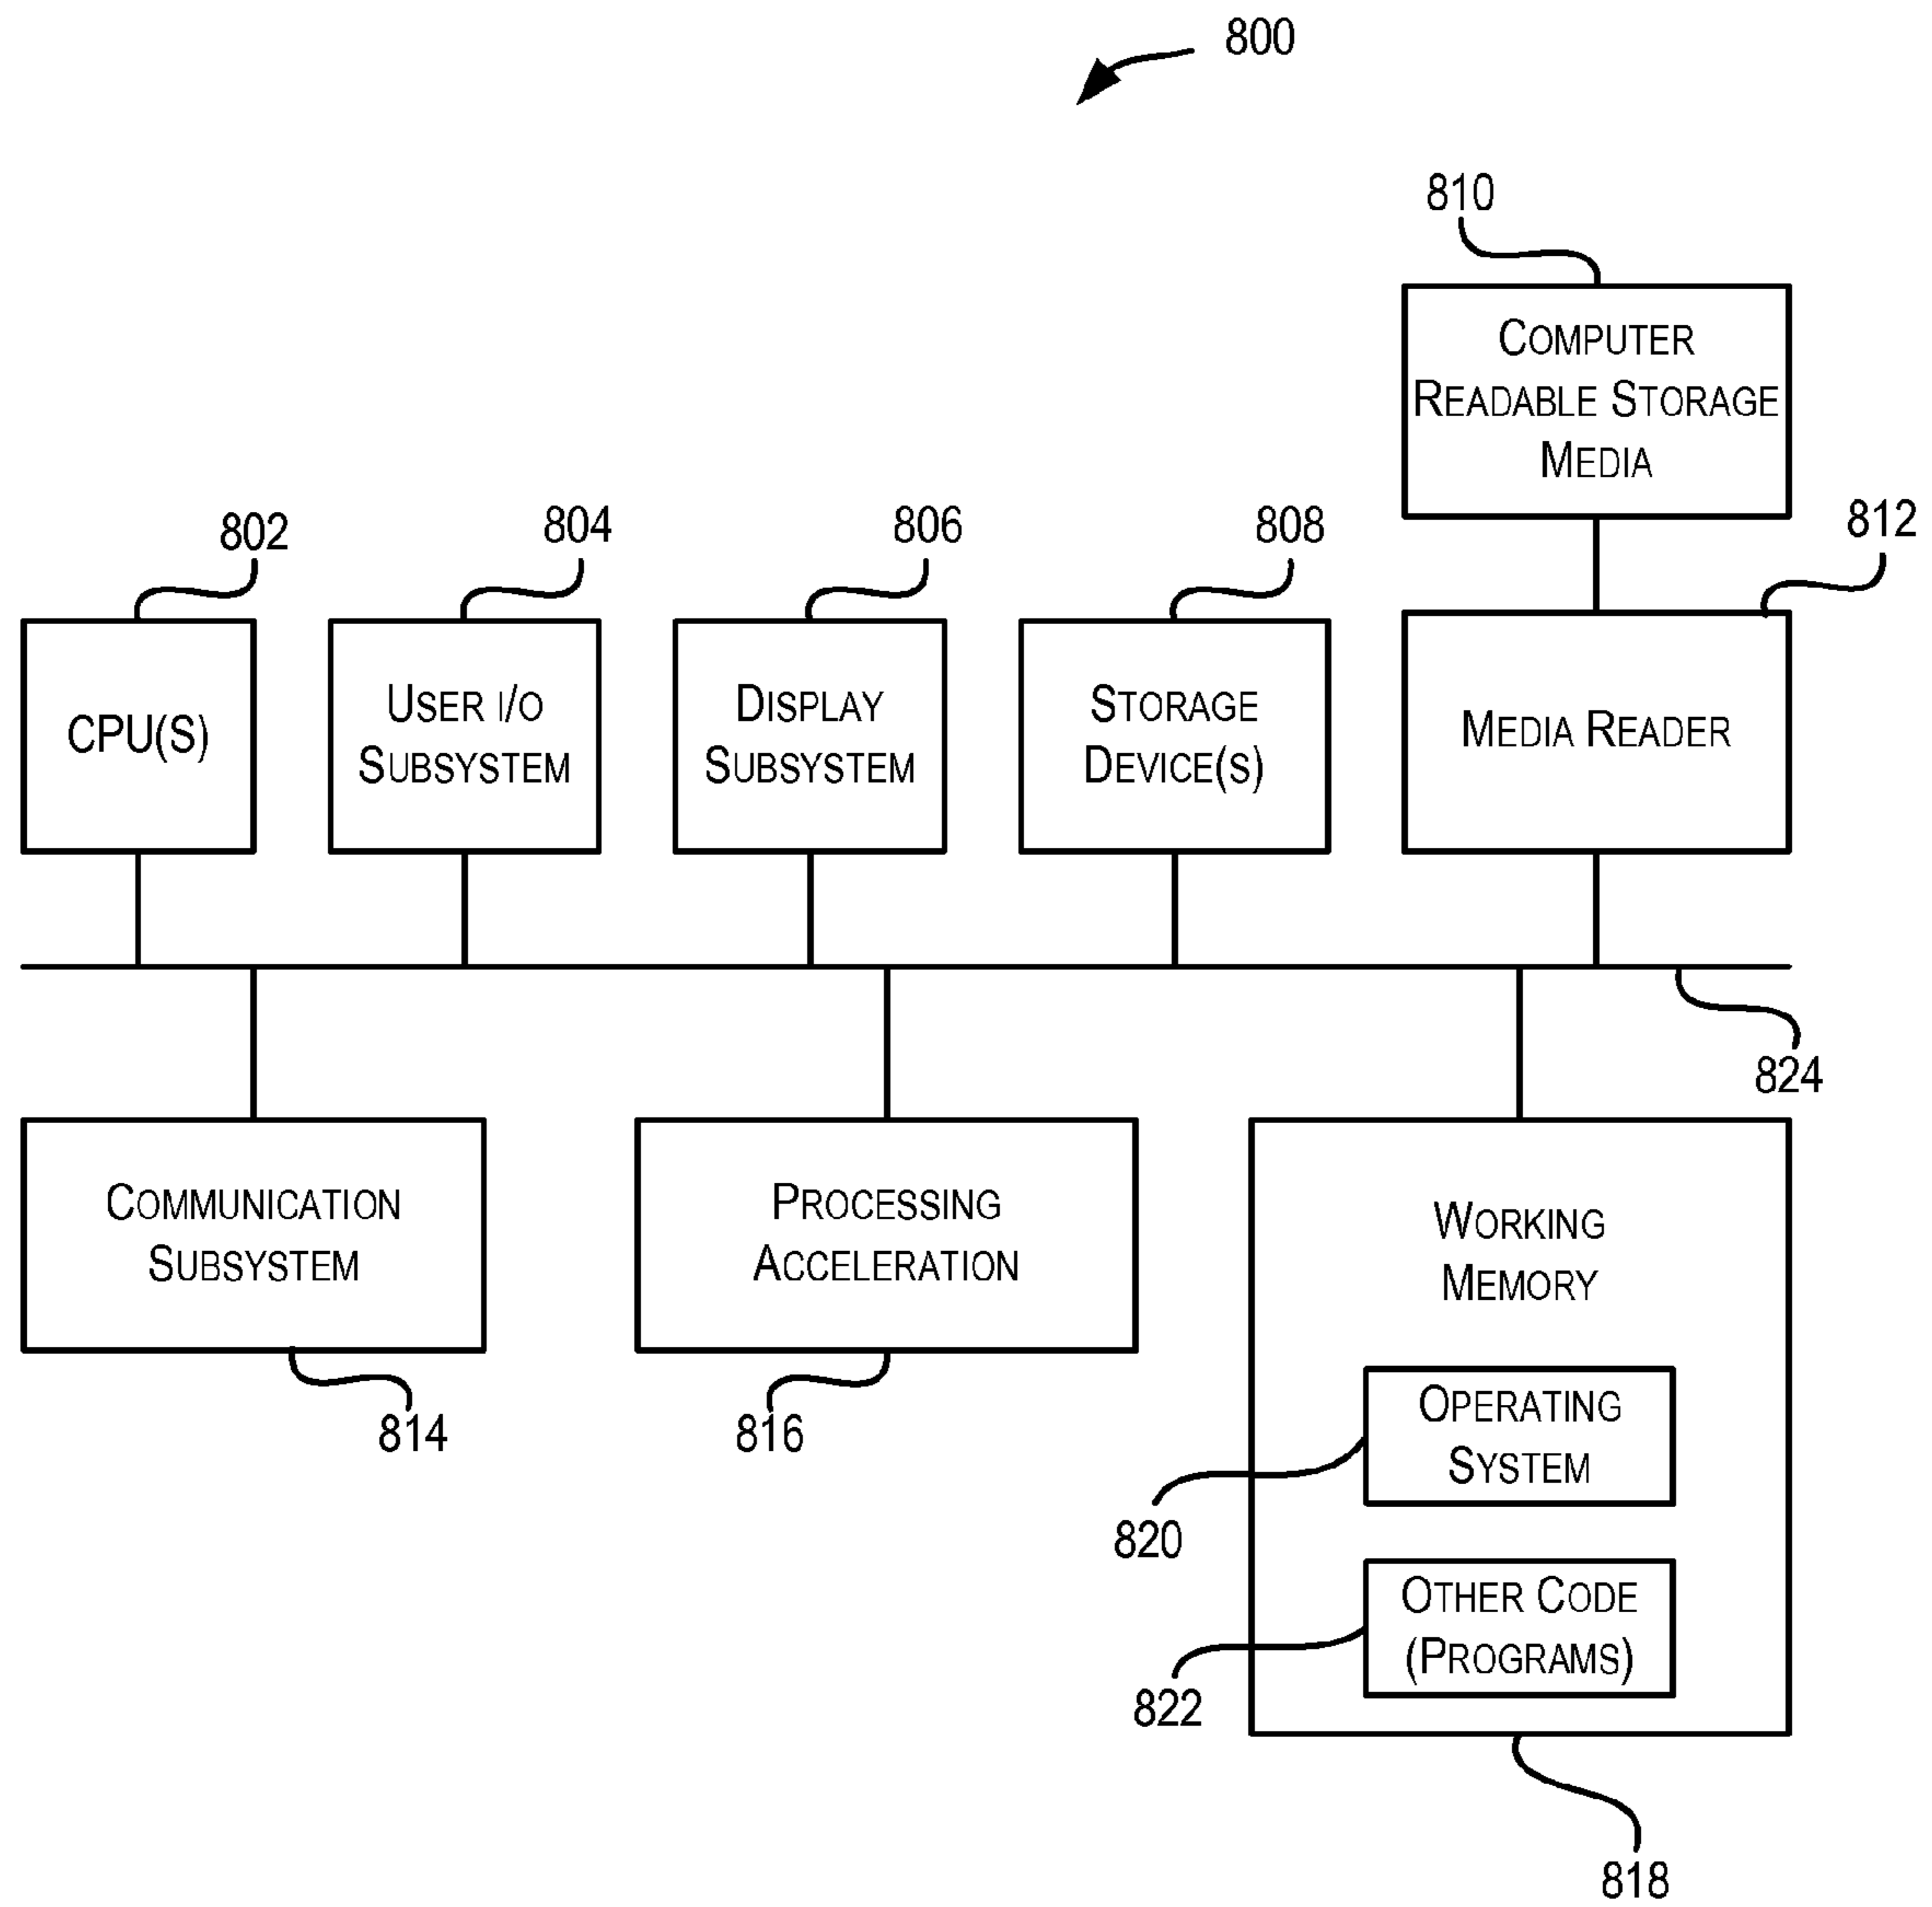 800
810
COMPUTER
READABLE STORAGE
MEDIA
802
804
806
808
812
CPU(S)
USER I/O
SUBSYSTEM
DISPLAY
SUBSYSTEM
STORAGE
DEVICE(S)
MEDIA READER
824
COMMUNICATION
SUBSYSTEM
PROCESSING
ACCELERATION
WORKING
MEMORY
814
816
OPERATING
SYSTEM
820
OTHER CODE
(PROGRAMS)
822
818